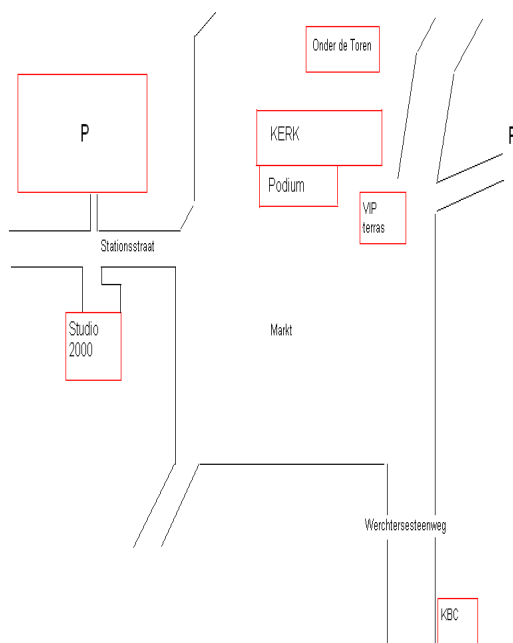 Onder de Toren
P
KERK
P
Podium
VIP
terras
Stationsstraat
Studio
2000
Markt
Werchtersesteenweg
KBC